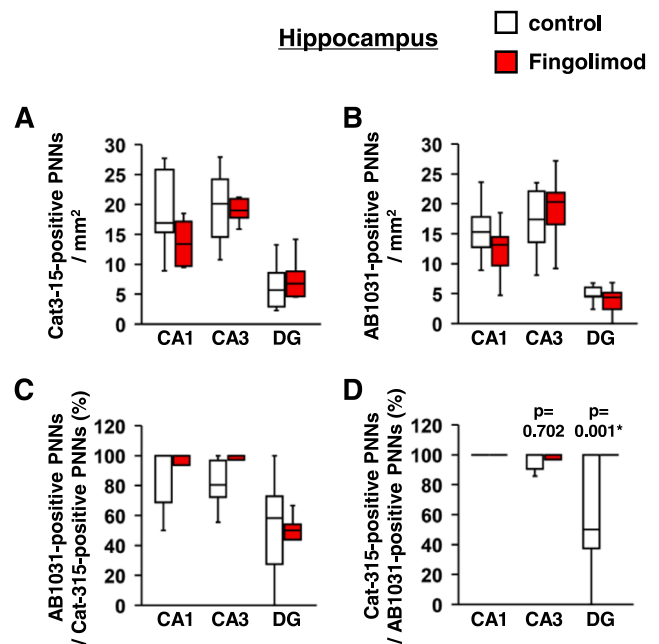 Hippocampus
control
Fingolimod
A
Cat3-15-positive PNNs
/ mm²
30
25
20
15
10
5
0
CA1 CA3 DG
B
AB1031-positive PNNs
/ mm²
30
25
20
15
10
5
0
CA1 CA3 DG
C
AB1031-positive PNNs
/ Cat-315-positive PNNs (%)
120
100
80
60
40
20
0
CA1 CA3 DG
D
Cat-315-positive PNNs
/ AB1031-positive PNNs (%)
120
100
80
60
40
20
0
p=
0.702
p=
0.001*
CA1 CA3 DG